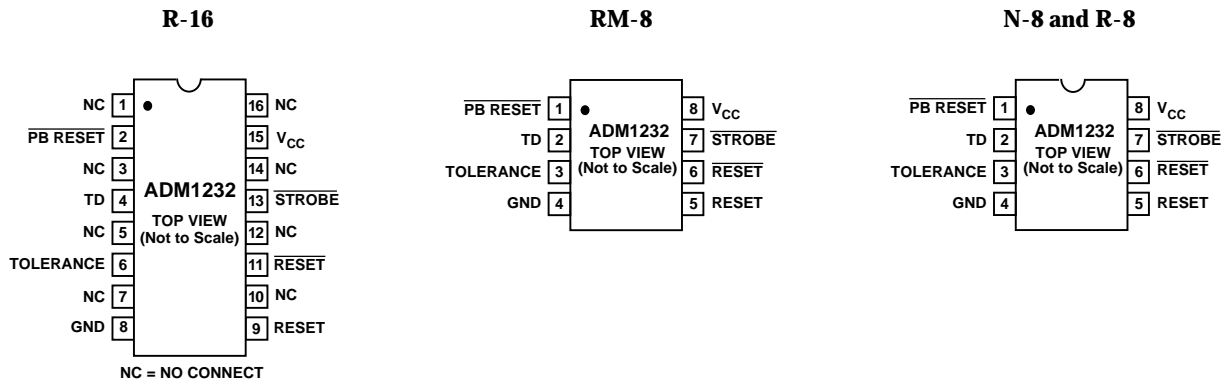 R-16
NC 1 16 NC
PB RESET 2 15 VCC
NC 3 14 NC
ADM1232
TD 4 13 STROBE
TOP VIEW
(Not to Scale)
NC 5 12 NC
TOLERANCE 6 11 RESET
NC 7 10 NC
GND 8 9 RESET
NC = NO CONNECT
RM-8
PB RESET 1 8 VCC
ADM1232
TD 2 7 STROBE
TOP VIEW
(Not to Scale)
TOLERANCE 3 6 RESET
GND 4 5 RESET
N-8 and R-8
PB RESET 1 8 VCC
ADM1232
TD 2 7 STROBE
TOP VIEW
(Not to Scale)
TOLERANCE 3 6 RESET
GND 4 5 RESET